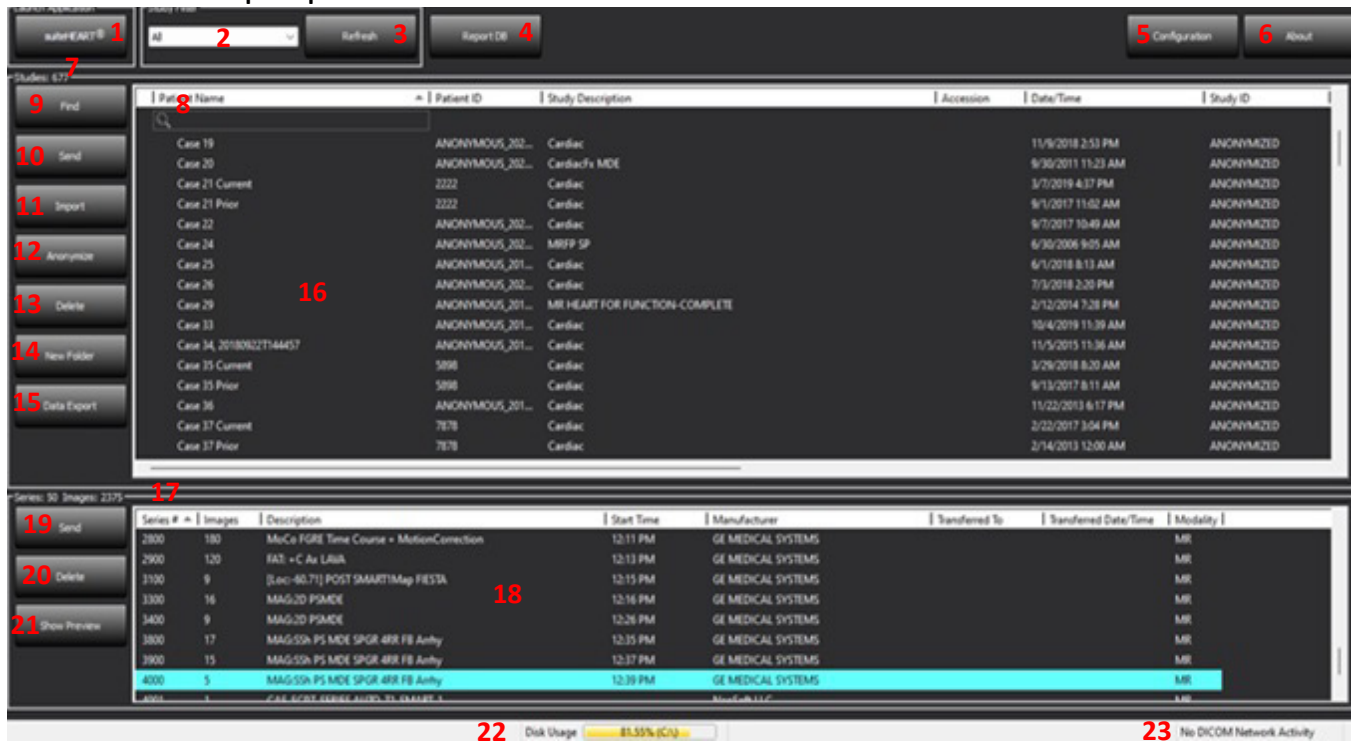 Launch Application
Study Filter
suiteHEART® 1
All 2
Refresh 3
Report DB 4
5 Configuration
6 About
7
Studies: 677
9 Find
10 Send
11 Import
12 Anonymize
13 Delete
14 New Folder
15 Data Export
8
Patient Name Patient ID Study Description Accession Date/Time Study ID
Case 19 ANONYMOUS_202... Cardiac 11/9/2018 2:53 PM ANONYMIZED
Case 20 ANONYMOUS_202... CardiacFx MDE 9/30/2011 11:23 AM ANONYMIZED
Case 21 Current 2222 Cardiac 3/7/2019 4:37 PM ANONYMIZED
Case 21 Prior 2222 Cardiac 9/1/2017 11:02 AM ANONYMIZED
Case 22 ANONYMOUS_202... Cardiac 9/7/2017 10:49 AM ANONYMIZED
Case 24 ANONYMOUS_202... MRFP SP 6/30/2006 9:05 AM ANONYMIZED
Case 25 ANONYMOUS_201... Cardiac 6/1/2018 8:13 AM ANONYMIZED
Case 26 ANONYMOUS_202... Cardiac 7/3/2018 2:20 PM ANONYMIZED
16
Case 29 ANONYMOUS_201... MR HEART FOR FUNCTION-COMPLETE 2/12/2014 7:28 PM ANONYMIZED
Case 33 ANONYMOUS_201... Cardiac 10/4/2019 11:39 AM ANONYMIZED
Case 34, 20180922T144457 ANONYMOUS_201... Cardiac 11/5/2015 11:36 AM ANONYMIZED
Case 35 Current 5898 Cardiac 3/29/2018 8:20 AM ANONYMIZED
Case 35 Prior 5898 Cardiac 9/13/2017 8:11 AM ANONYMIZED
Case 36 ANONYMOUS_201... Cardiac 11/22/2013 6:17 PM ANONYMIZED
Case 37 Current 7878 Cardiac 2/22/2017 3:04 PM ANONYMIZED
Case 37 Prior 7878 Cardiac 2/14/2013 12:00 AM ANONYMIZED
Series: 50 Images: 2375
17
19 Send
20 Delete
21 Show Preview
Series # Images Description Start Time Manufacturer Transferred To Transferred Date/Time Modality
2800 180 MoCo FGRE Time Course + MotionCorrection 12:11 PM GE MEDICAL SYSTEMS MR
2900 120 FAT: +C Ax LAVA 12:13 PM GE MEDICAL SYSTEMS MR
3100 9 [Loc:-60.71] POST SMART1Map FIESTA 12:15 PM GE MEDICAL SYSTEMS MR
18
3300 16 MAG:2D PSMDE 12:16 PM GE MEDICAL SYSTEMS MR
3400 9 MAG:2D PSMDE 12:26 PM GE MEDICAL SYSTEMS MR
3800 17 MAG:SSh PS MDE SPGR 4RR FB Arrhy 12:35 PM GE MEDICAL SYSTEMS MR
3900 15 MAG:SSh PS MDE SPGR 4RR FB Arrhy 12:37 PM GE MEDICAL SYSTEMS MR
4000 5 MAG:SSh PS MDE SPGR 4RR FB Arrhy 12:39 PM GE MEDICAL SYSTEMS MR
4001 1 NeoSoft LLC MR
22 Disk Usage 81.55% (C:\)
23 No DICOM Network Activity